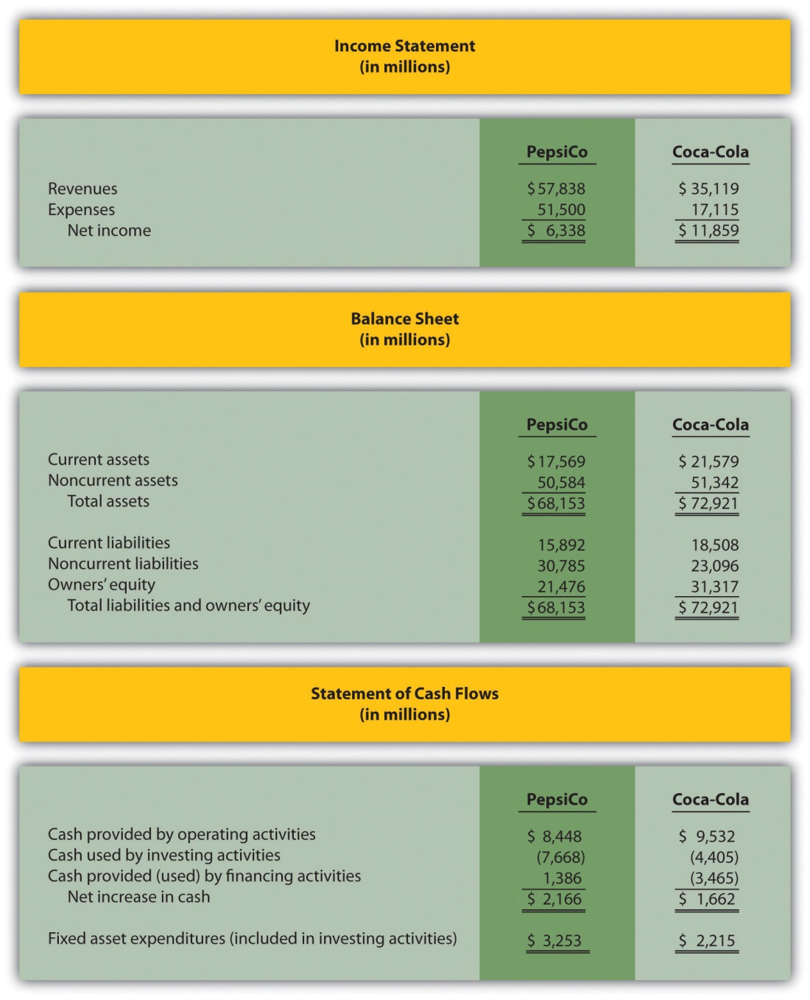 Income Statement
(in millions)
PepsiCo Coca-Cola
Revenues $57,838 $ 35,119
Expenses 51,500 17,115
Net income $ 6,338 $ 11,859
Balance Sheet
(in millions)
PepsiCo Coca-Cola
Current assets $17,569 $ 21,579
Noncurrent assets 50,584 51,342
Total assets $68,153 $ 72,921
Current liabilities 15,892 18,508
Noncurrent liabilities 30,785 23,096
Owners’ equity 21,476 31,317
Total liabilities and owners’ equity $68,153 $ 72,921
Statement of Cash Flows
(in millions)
PepsiCo Coca-Cola
Cash provided by operating activities $ 8,448 $ 9,532
Cash used by investing activities (7,668) (4,405)
Cash provided (used) by financing activities 1,386 (3,465)
Net increase in cash $ 2,166 $ 1,662
Fixed asset expenditures (included in investing activities) $ 3,253 $ 2,215